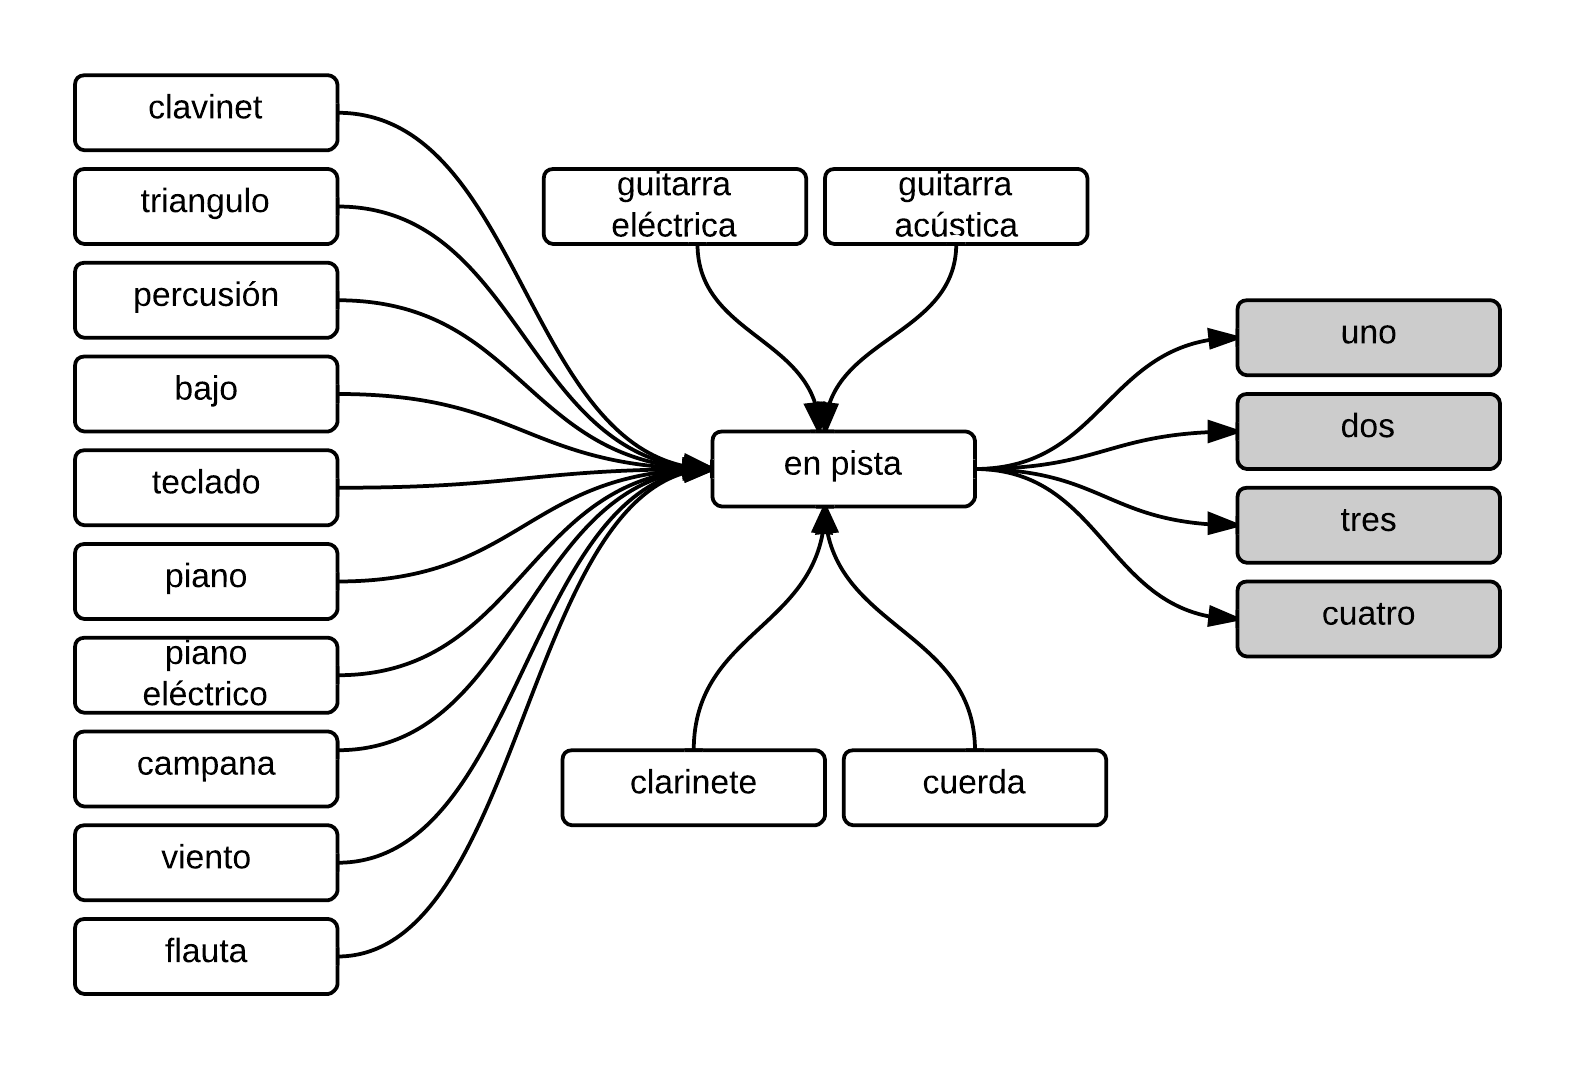 clavinet
triangulo
percusión
bajo
teclado
piano
piano
eléctrico
campana
viento
flauta
guitarra
eléctrica
guitarra
acústica
en pista
clarinete
cuerda
uno
dos
tres
cuatro